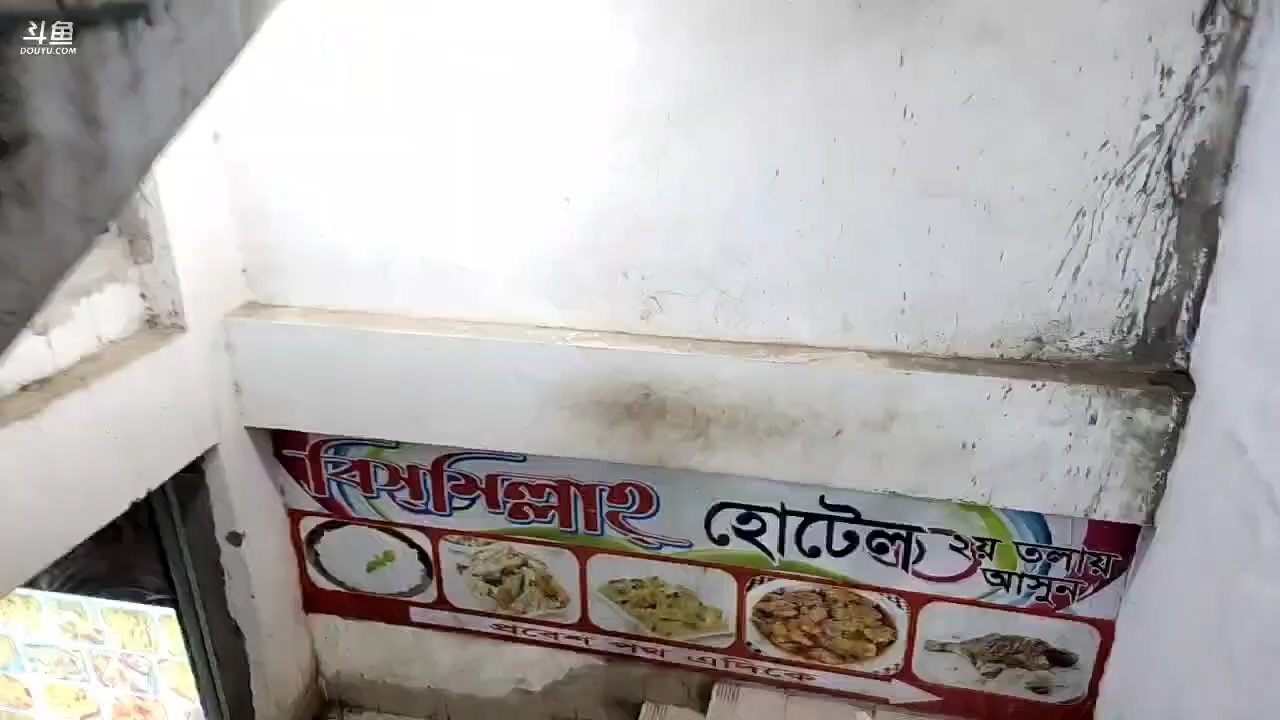 斗鱼
DOUYU.COM
বিসমিল্লাহ হোটেল
২য় তলায়
আসুন
প্রবেশ পথ এদিকে